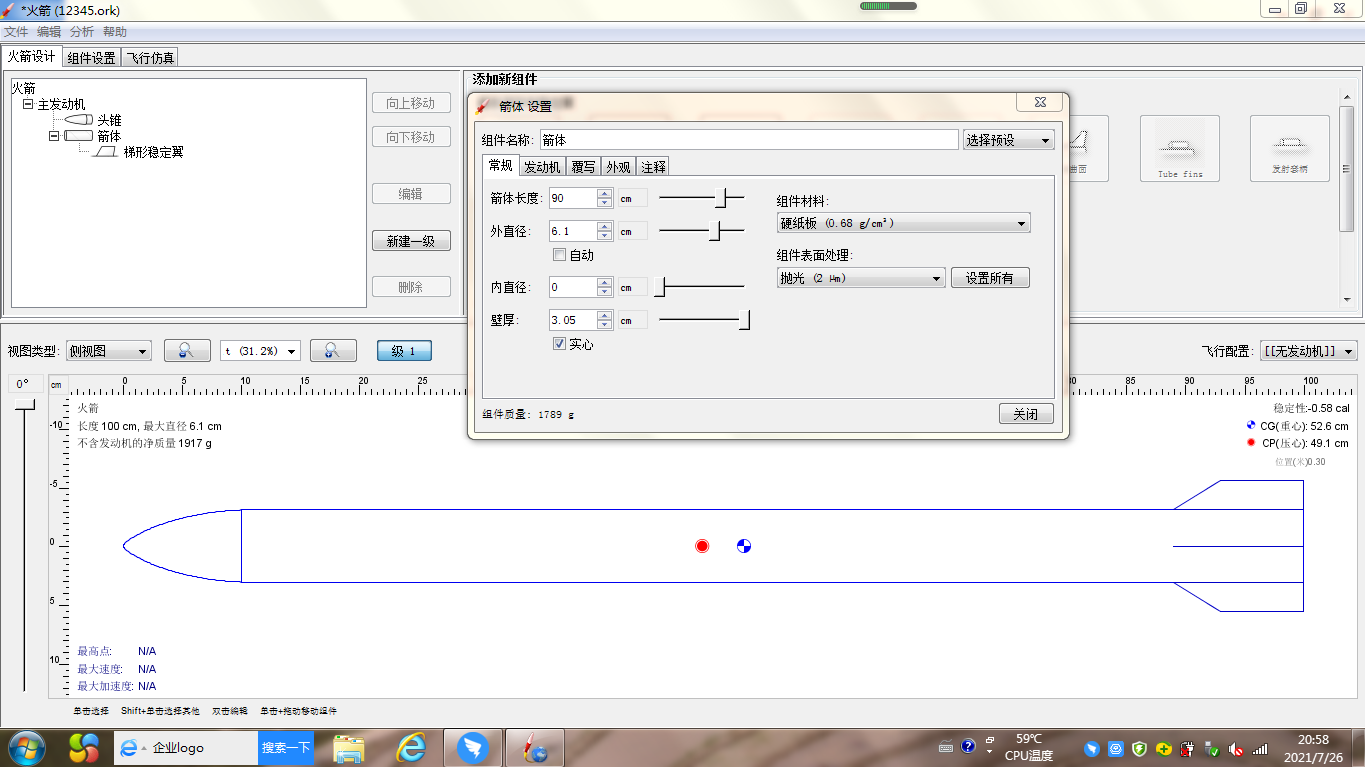 *火箭 (12345.ork)
文件 编辑 分析 帮助
火箭设计 组件设置 飞行仿真
火箭
主发动机
头锥
箭体
梯形稳定翼
向上移动
向下移动
编辑
新建一级
删除
添加新组件
Tube fins
发射套柄
箭体 设置
组件名称: 箭体 选择预设
常规 发动机 覆写 外观 注释
箭体长度: 90 cm
外直径: 6.1 cm
自动
内直径: 0 cm
壁厚: 3.05 cm
实心
组件材料:
硬纸板 (0.68 g/cm³)
组件表面处理:
抛光 (2 μm) 设置所有
组件质量: 1789 g 关闭
视图类型: 侧视图 t (31.2%) 级 1 飞行配置: [[无发动机]]
0° cm 0 5 10 15 20 25 80 85 90 95 100
-10
-5
0
5
10
火箭
长度 100 cm, 最大直径 6.1 cm
不含发动机的净质量 1917 g
稳定性:-0.58 cal
CG(重心): 52.6 cm
CP(压心): 49.1 cm
位置(米)0.30
最高点: N/A
最大速度: N/A
最大加速度: N/A
单击选择 Shift+单击选择其他 双击编辑 单击+拖动移动组件
企业logo 搜索一下
59℃
CPU温度
20:58
2021/7/26